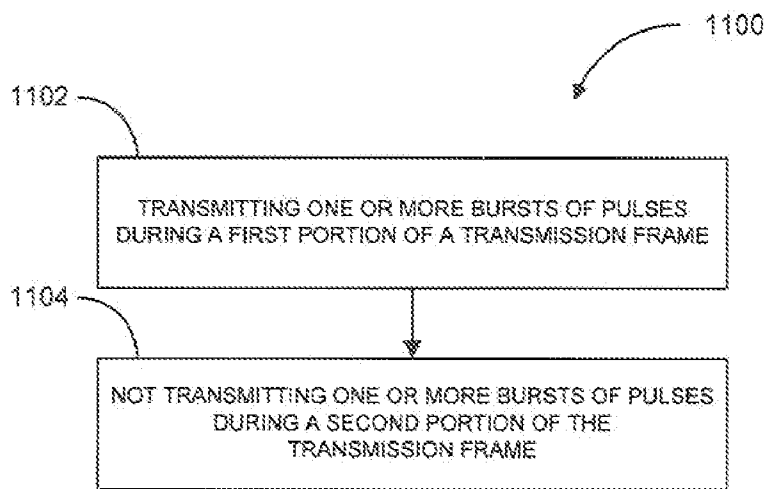 1100
1102
TRANSMITTING ONE OR MORE BURSTS OF PULSES
DURING A FIRST PORTION OF A TRANSMISSION FRAME
1104
NOT TRANSMITTING ONE OR MORE BURSTS OF PULSES
DURING A SECOND PORTION OF THE
TRANSMISSION FRAME